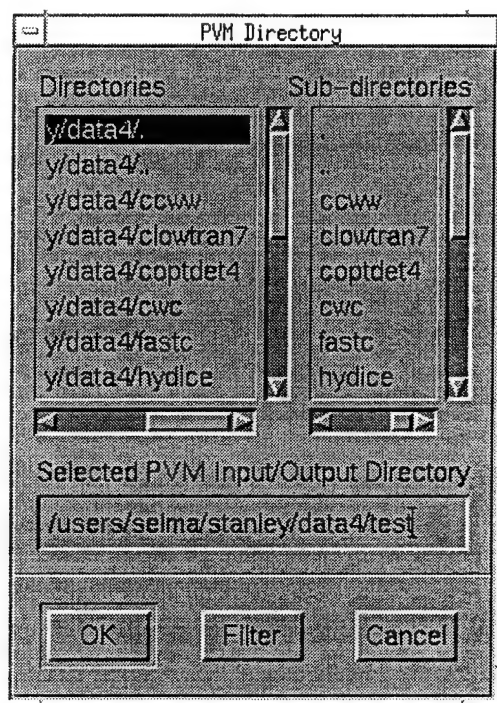 PVM Directory
Directories Sub-directories
y/data4/. .
y/data4/.. ..
y/data4/ccww ccww
y/data4/clowtran7 clowtran7
y/data4/coptdet4 coptdet4
y/data4/cwc cwc
y/data4/fastc fastc
y/data4/hydice hydice
Selected PVM Input/Output Directory
/users/selma/stanley/data4/test
OK Filter Cancel